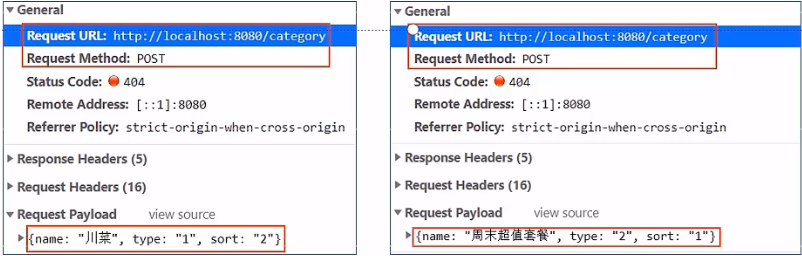 General
Request URL: http://localhost:8080/category
Request Method: POST
Status Code: 404
Remote Address: [::1]:8080
Referrer Policy: strict-origin-when-cross-origin
Response Headers (5)
Request Headers (16)
Request Payload view source
{name: "川菜", type: "1", sort: "2"}
General
Request URL: http://localhost:8080/category
Request Method: POST
Status Code: 404
Remote Address: [::1]:8080
Referrer Policy: strict-origin-when-cross-origin
Response Headers (5)
Request Headers (16)
Request Payload view source
{name: "周末超值套餐", type: "2", sort: "1"}